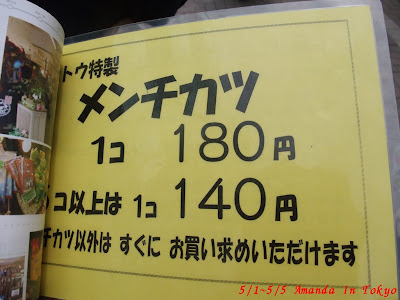 トウ特製
メンチカツ
1コ 180円
コ以上は 1コ 140円
チカツ以外は すぐに お買い求めいただけます
5/1~5/5 Amanda In Tokyo